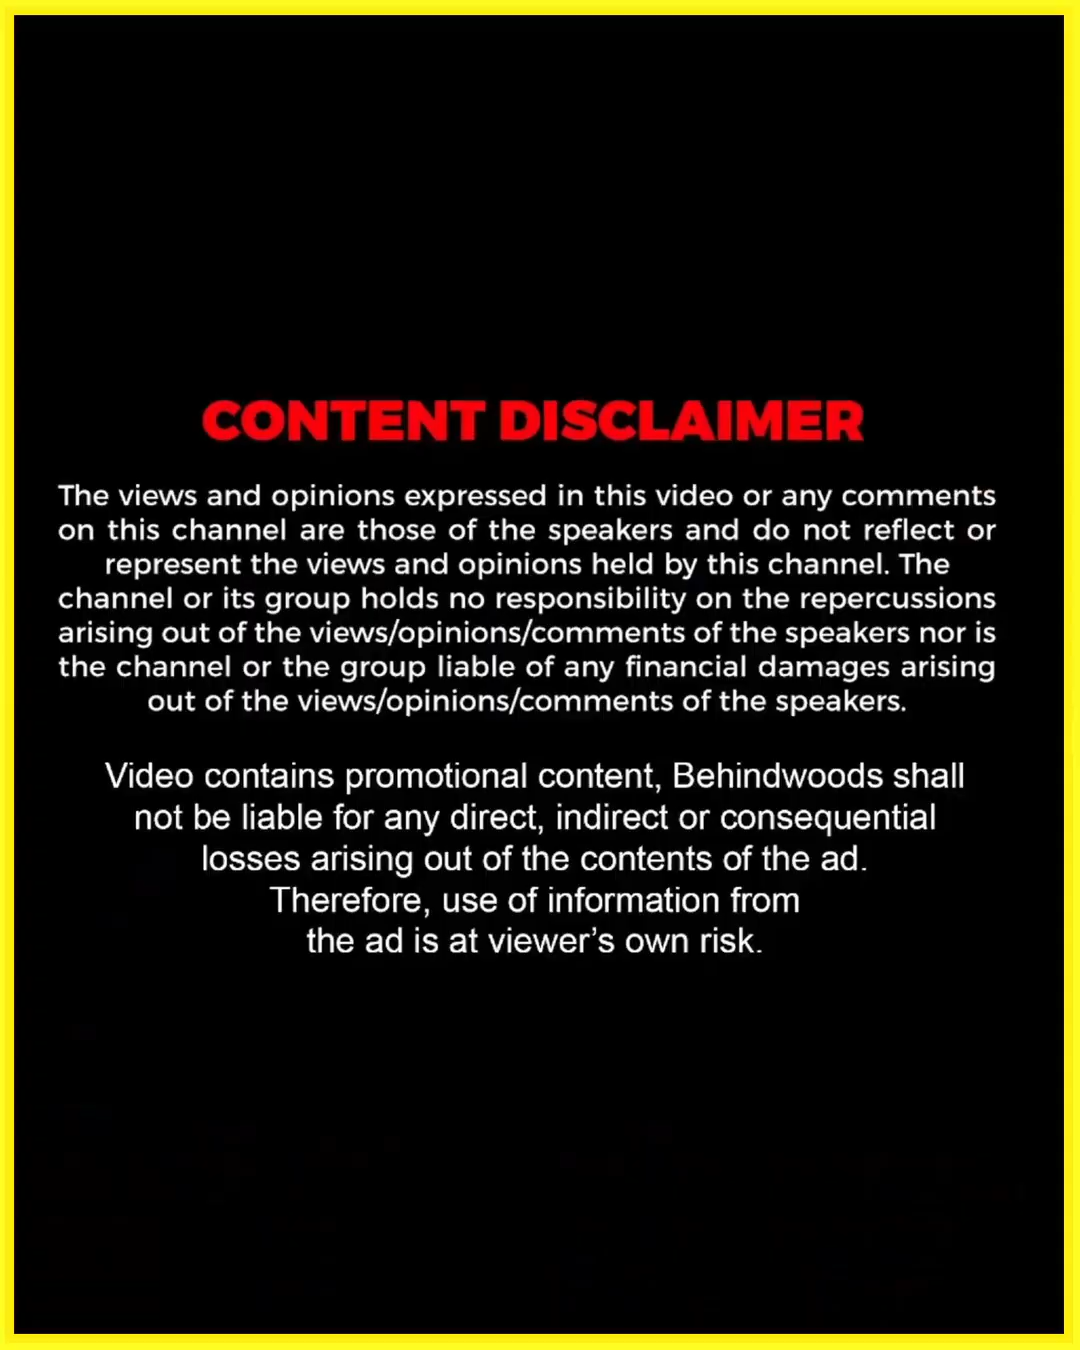 CONTENT DISCLAIMER
The views and opinions expressed in this video or any comments
on this channel are those of the speakers and do not reflect or
represent the views and opinions held by this channel. The
channel or its group holds no responsibility on the repercussions
arising out of the views/opinions/comments of the speakers nor is
the channel or the group liable of any financial damages arising
out of the views/opinions/comments of the speakers.
Video contains promotional content, Behindwoods shall
not be liable for any direct, indirect or consequential
losses arising out of the contents of the ad.
Therefore, use of information from
the ad is at viewer’s own risk.